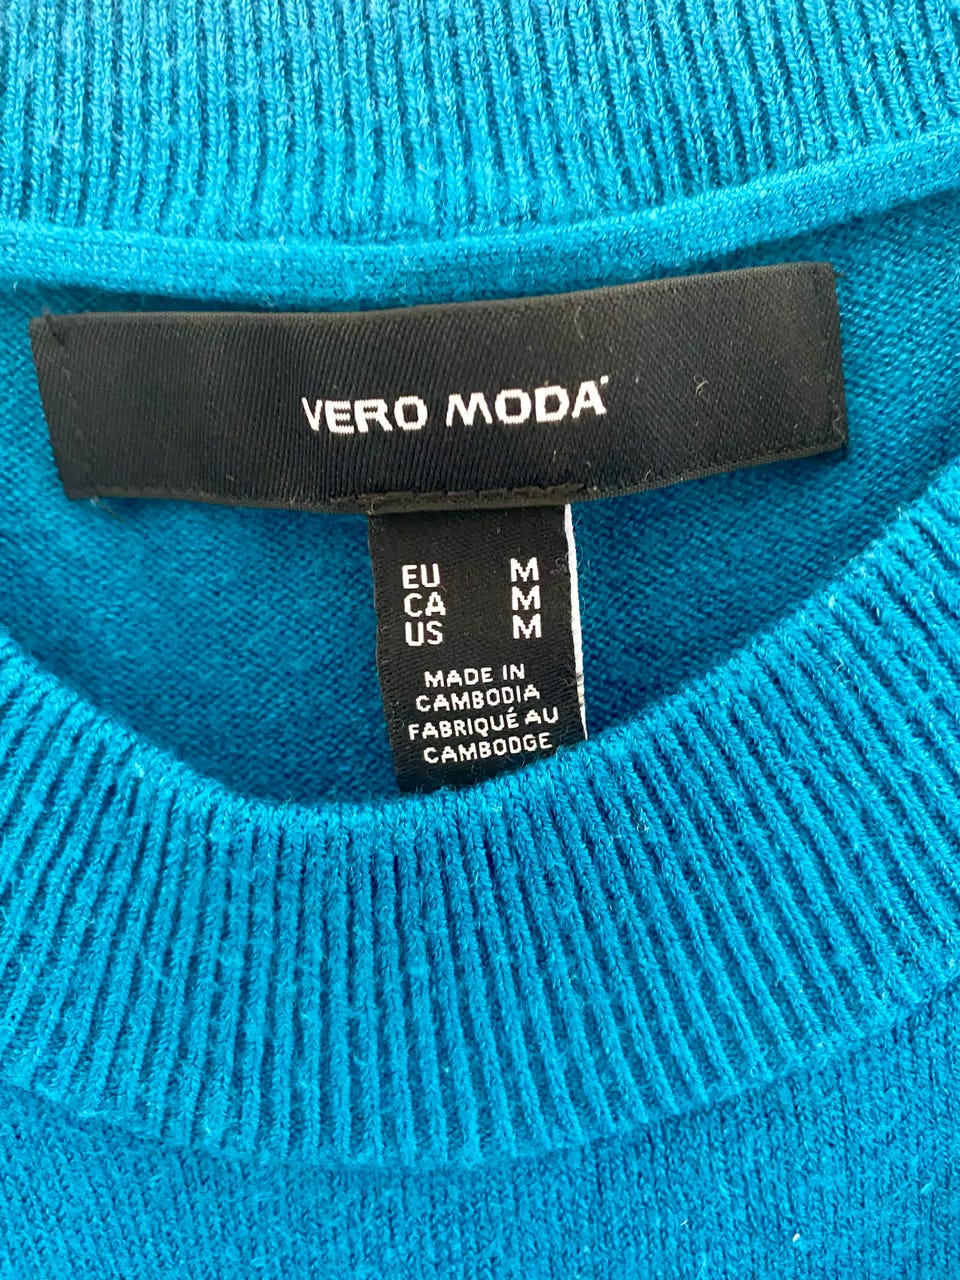 VERO MODA
EU M
CA M
US M
MADE IN
CAMBODIA
FABRIQUÉ AU
CAMBODGE